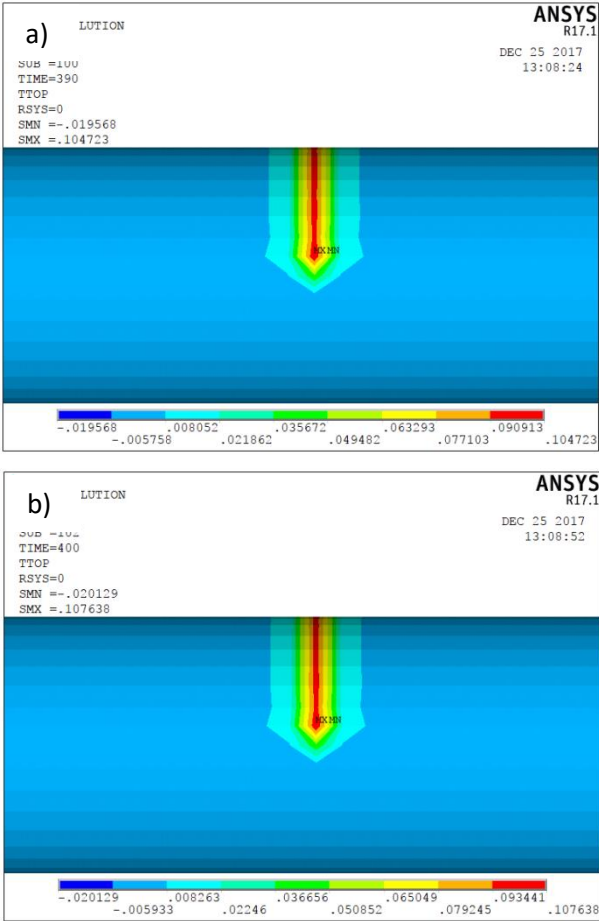 a)
LUTION
ANSYS
R17.1
DEC 25 2017
13:08:24
SUB =100
TIME=390
TTOP
RSYS=0
SMN =-.019568
SMX =.104723
MXMN
-.019568 .008052 .035672 .063293 .090913
-.005758 .021862 .049482 .077103 .104723
b)
LUTION
ANSYS
R17.1
DEC 25 2017
13:08:52
SUB =102
TIME=400
TTOP
RSYS=0
SMN =-.020129
SMX =.107638
MXMN
-.020129 .008263 .036656 .065049 .093441
-.005933 .02246 .050852 .079245 .107638